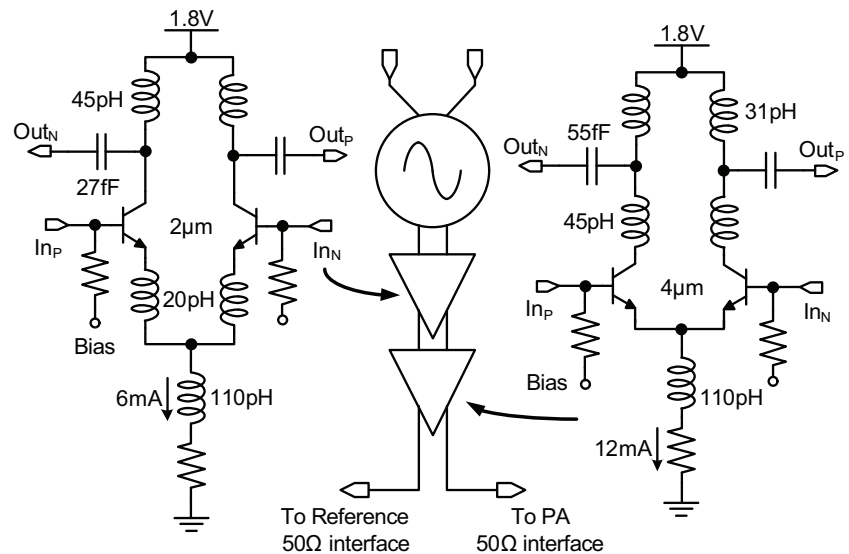 1.8V
45pH
Out_N
27fF
Out_P
In_P
2μm
In_N
20pH
Bias
6mA
110pH
To Reference
50Ω interface
To PA
50Ω interface
1.8V
31pH
55fF
Out_N
Out_P
45pH
In_P
4μm
In_N
Bias
110pH
12mA